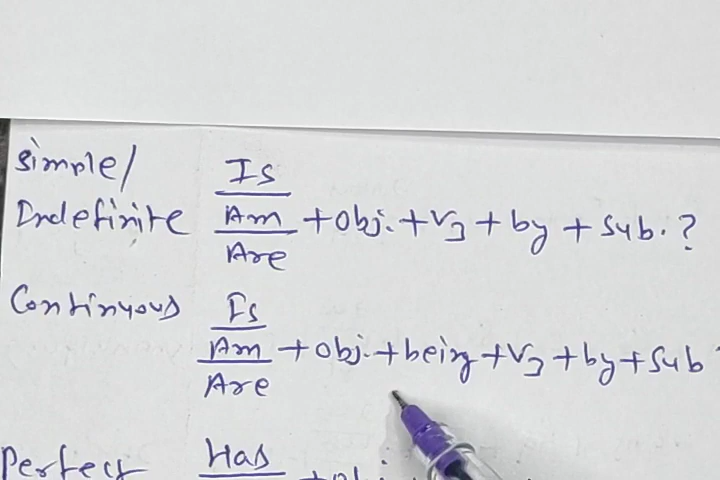 Simple/
Indefinite Is/Am/Are + Obj. + V3 + by + Sub. ?
Continuous Is/Am/Are + Obj. + being + V3 + by + Sub
Perfect Has